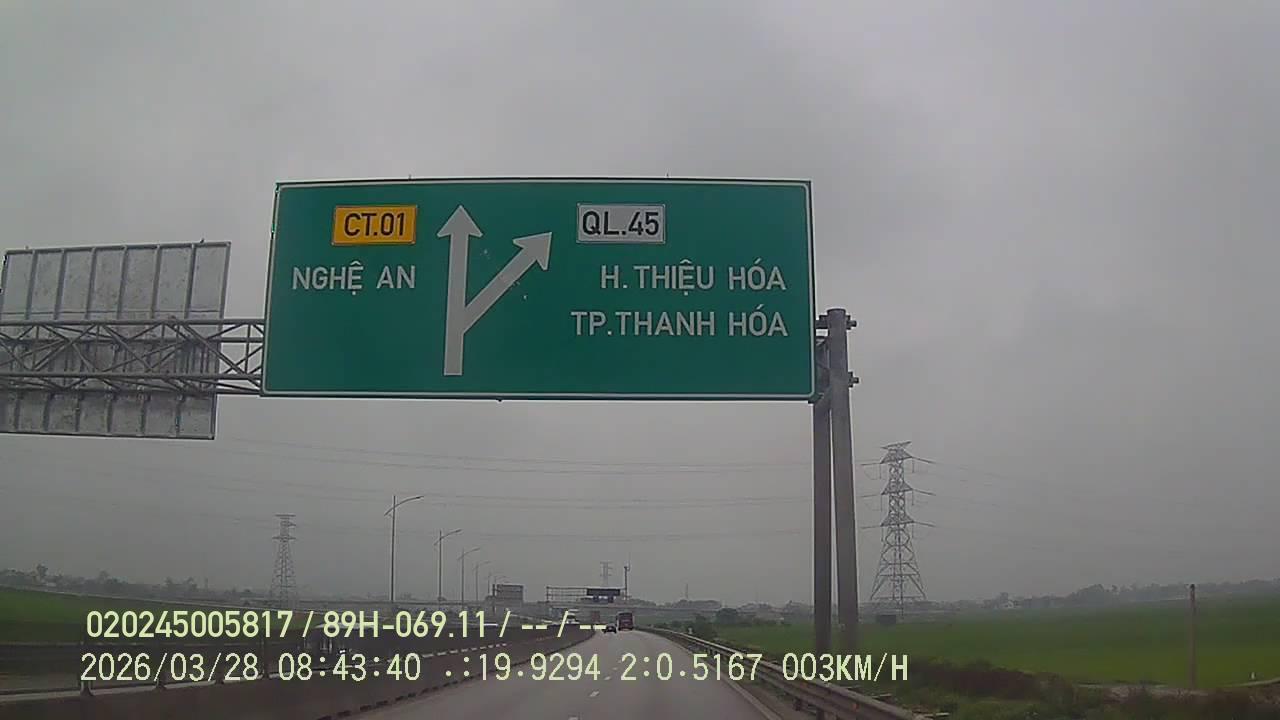 CT.01
NGHỆ AN
QL.45
H. THIỆU HÓA
TP.THANH HÓA
020245005817 / 89H-069.11 / -- / --
2026/03/28 08:43:40 .:19.9294 2:0.5167 003KM/H